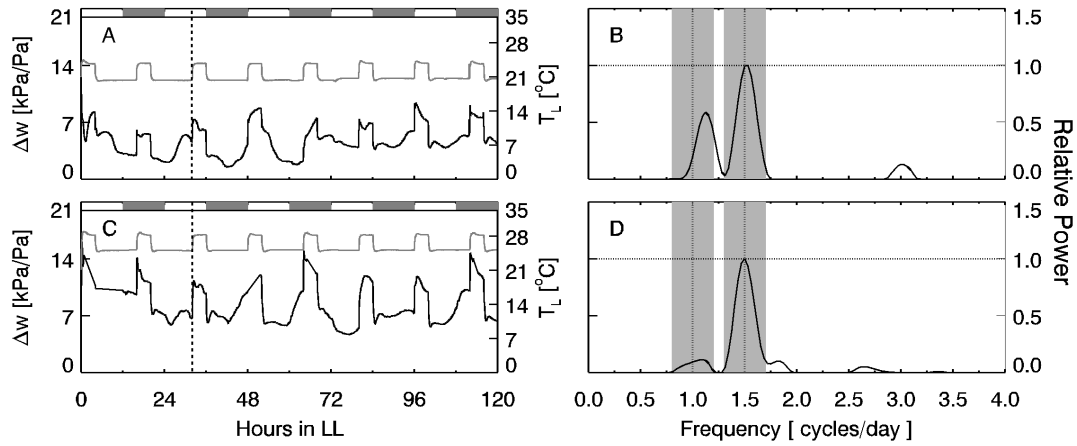 A
B
C
D
21
14
7
0
Δw [kPa/Pa]
35
28
21
14
7
0
T_L [°C]
1.5
1.0
0.5
0.0
21
14
7
0
Δw [kPa/Pa]
35
28
21
14
7
0
T_L [°C]
1.5
1.0
0.5
0.0
Relative Power
0 24 48 72 96 120
Hours in LL
0.0 0.5 1.0 1.5 2.0 2.5 3.0 3.5 4.0
Frequency [ cycles/day ]